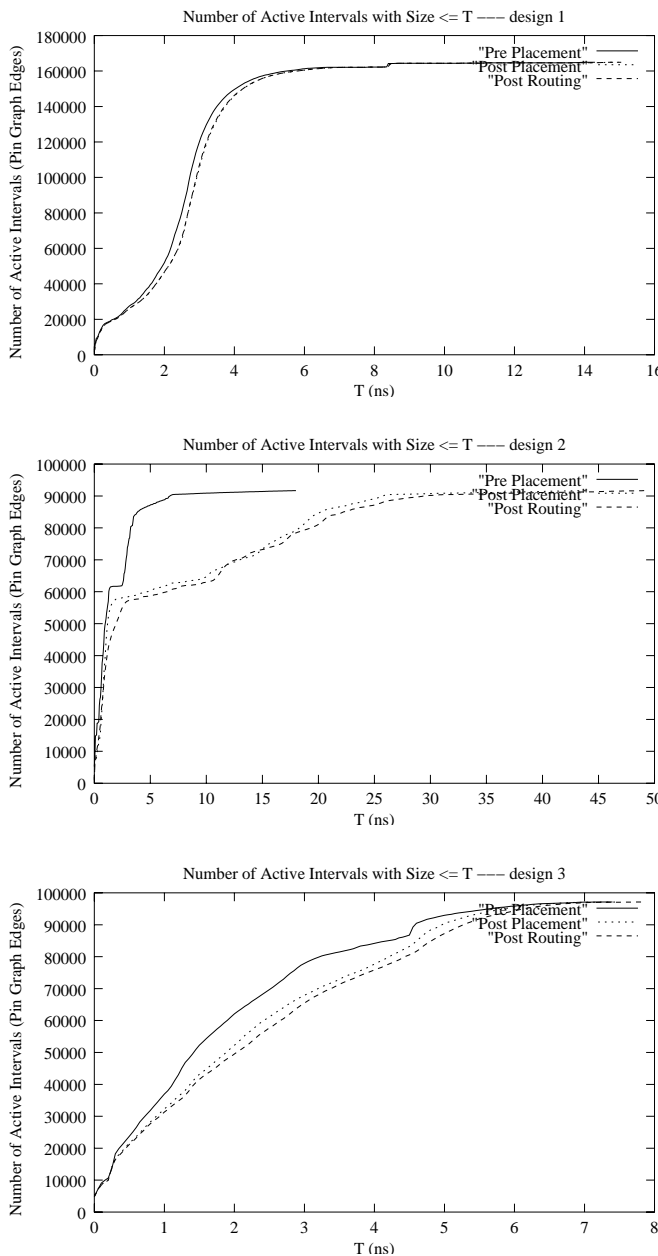 Number of Active Intervals with Size <= T −−− design 1
Number of Active Intervals (Pin Graph Edges)
180000
160000
140000
120000
100000
80000
60000
40000
20000
0
"Pre Placement"
"Post Placement"
"Post Routing"
0 2 4 6 8 10 12 14 16
T (ns)
Number of Active Intervals with Size <= T −−− design 2
Number of Active Intervals (Pin Graph Edges)
100000
90000
80000
70000
60000
50000
40000
30000
20000
10000
0
"Pre Placement"
"Post Placement"
"Post Routing"
0 5 10 15 20 25 30 35 40 45 50
T (ns)
Number of Active Intervals with Size <= T −−− design 3
Number of Active Intervals (Pin Graph Edges)
100000
90000
80000
70000
60000
50000
40000
30000
20000
10000
0
"Pre Placement"
"Post Placement"
"Post Routing"
0 1 2 3 4 5 6 7 8
T (ns)